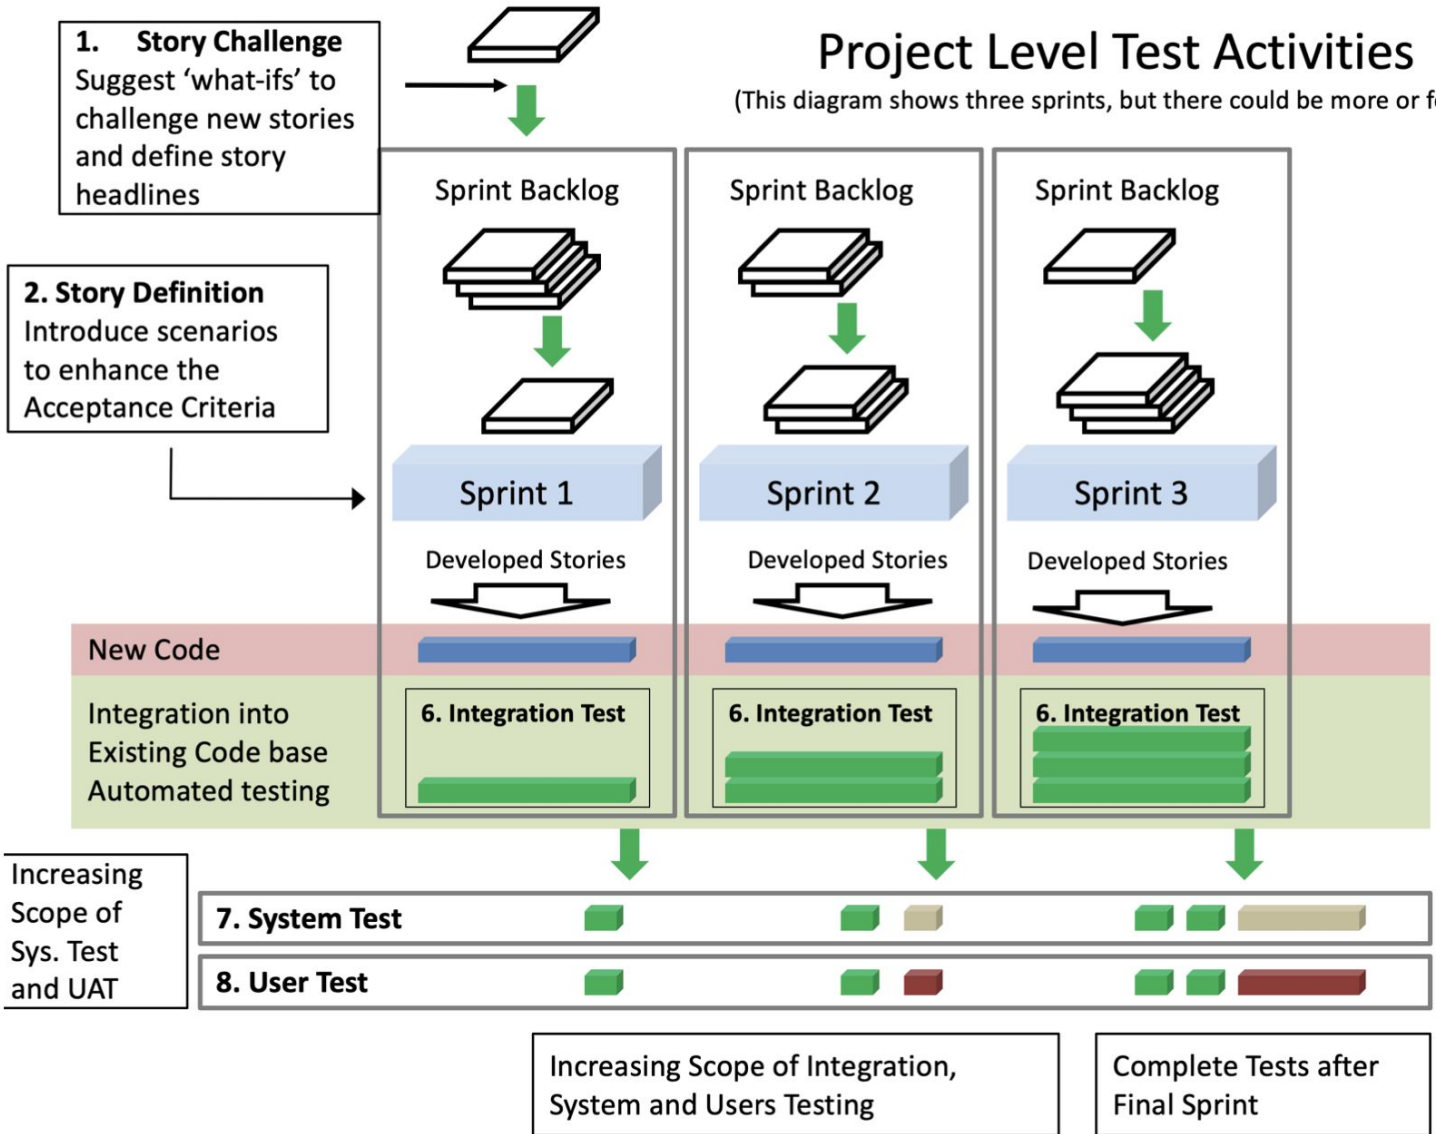 1. Story Challenge
Suggest ‘what-ifs’ to
challenge new stories
and define story
headlines
Project Level Test Activities
(This diagram shows three sprints, but there could be more or
2. Story Definition
Introduce scenarios
to enhance the
Acceptance Criteria
Sprint Backlog
Sprint Backlog
Sprint Backlog
Sprint 1
Sprint 2
Sprint 3
Developed Stories
Developed Stories
Developed Stories
New Code
Integration into
Existing Code base
Automated testing
6. Integration Test
6. Integration Test
6. Integration Test
Increasing
Scope of
Sys. Test
and UAT
7. System Test
8. User Test
Increasing Scope of Integration,
System and Users Testing
Complete Tests after
Final Sprint